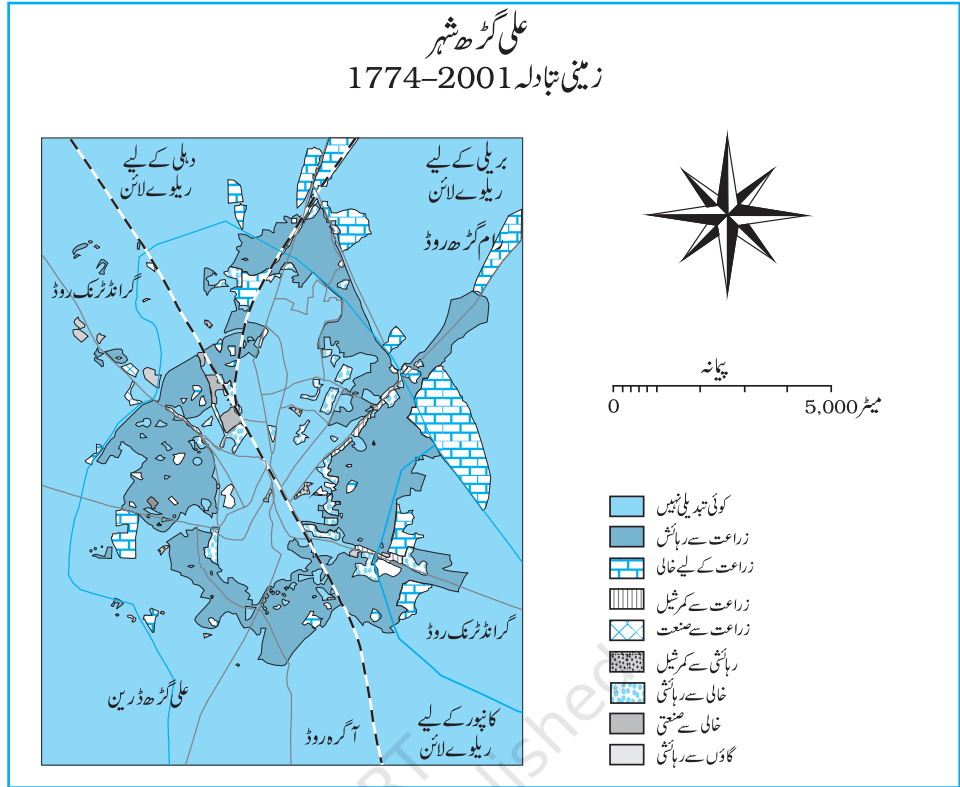 علی گڑھ شہر
زمینی تبادلہ 2001–1774
دہلی کے لیے
ریلوے لائن
بریلی کے لیے
ریلوے لائن
رام گڑھ روڈ
گرانڈ ٹرنک روڈ
پیمانہ
0
5,000 میٹر
کوئی تبدیلی نہیں
زراعت سے رہائش
زراعت کے لیے خالی
زراعت سے کمرشیل
زراعت سے صنعت
رہائشی سے کمرشیل
خالی سے رہائشی
خالی سے صنعتی
گاؤں سے رہائشی
گرانڈ ٹرنک روڈ
علی گڑھ ڈرین
آگرہ روڈ
کانپور کے لیے
ریلوے لائن